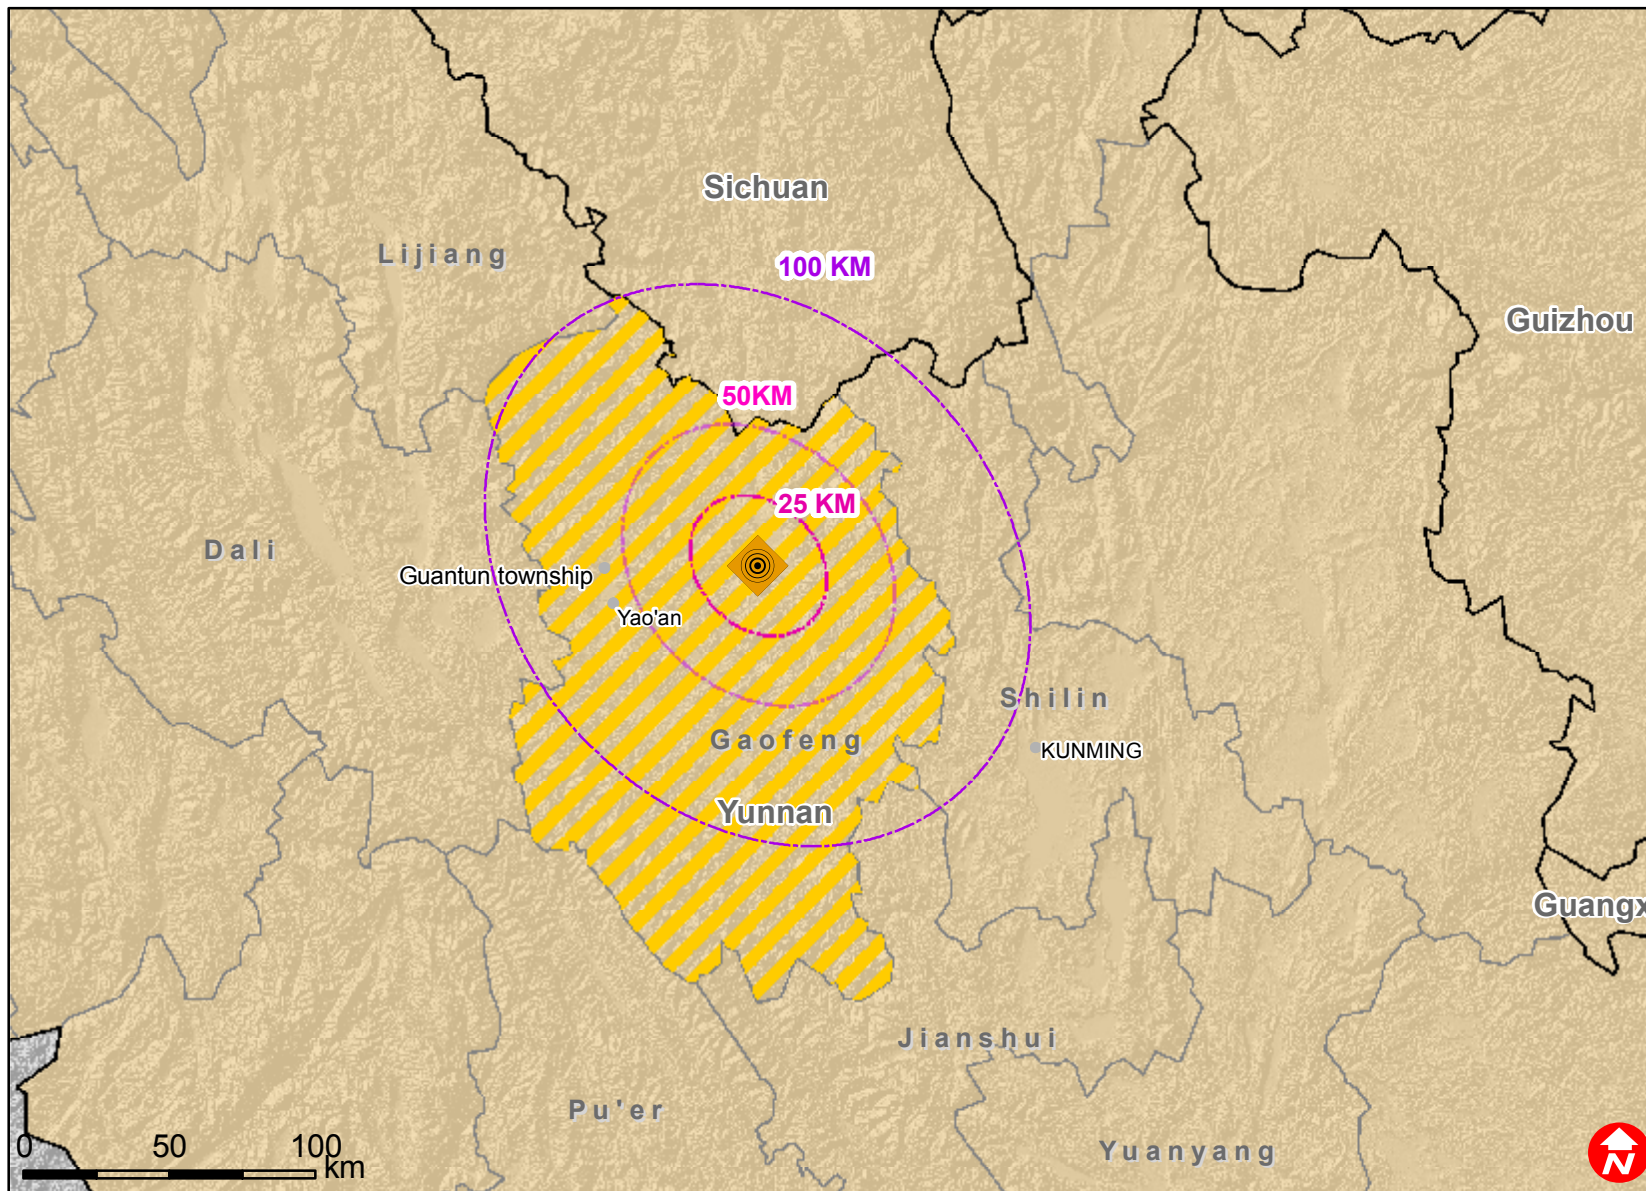 Sichuan
Lijiang
100 KM
Guizhou
50KM
25 KM
Dali
Guantun township
Yao'an
Shilin
Gaofeng
KUNMING
Yunnan
Guangx
Jianshui
Pu'er
0 50 100
km
Yuanyang
N